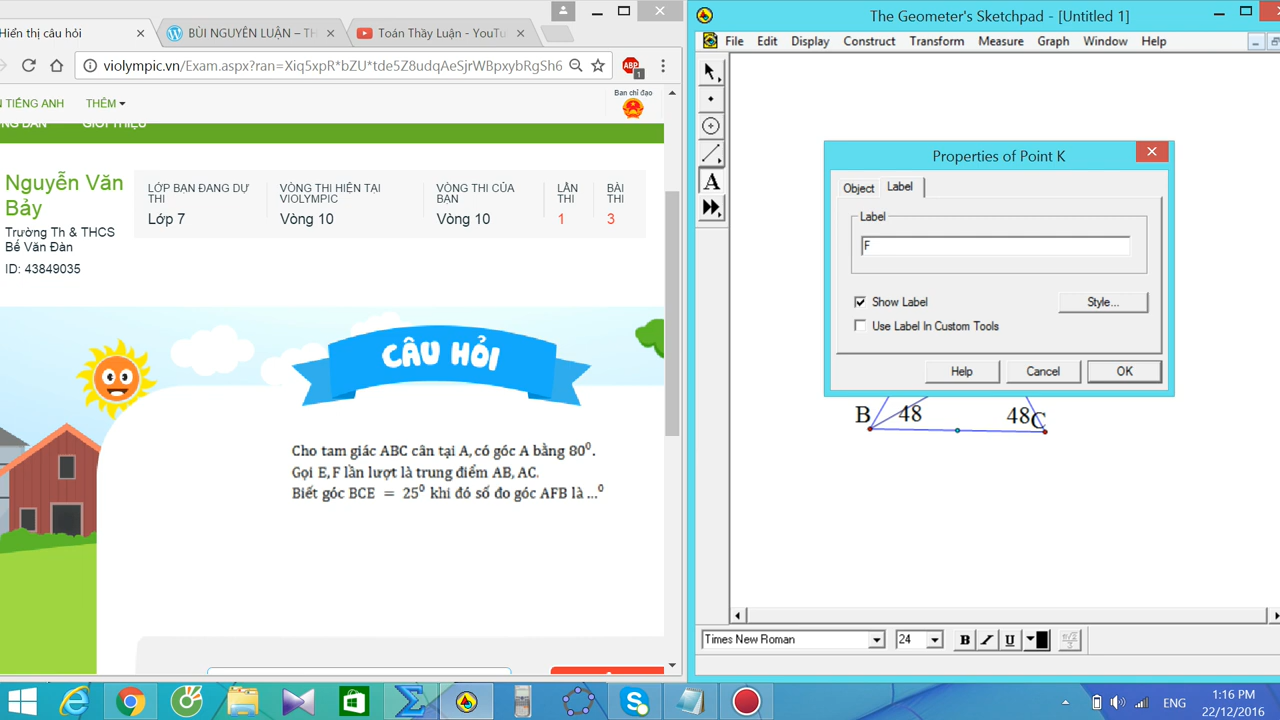 Hiển thị câu hỏi
BÙI NGUYÊN LUẬN – TH
Toán Thầy Luận - YouTu
violympic.vn/Exam.aspx?ran=Xiq5xpR*bZU*tde5Z8udqAeSjrWBpxybRgSh6
ABP
1
N TIẾNG ANH
THÊM
Ban chỉ đạo
GIỚI THIỆU
Nguyễn Văn
Bảy
Trường Th & THCS
Bế Văn Đàn
ID: 43849035
LỚP BẠN ĐANG DỰ
THI
Lớp 7
VÒNG THI HIỆN TẠI
VIOLYMPIC
Vòng 10
VÒNG THI CỦA
BẠN
Vòng 10
LẦN
THI
1
BÀI
THI
3
CÂU HỎI
Cho tam giác ABC cân tại A, có góc A bằng 80⁰.
Gọi E, F lần lượt là trung điểm AB, AC.
Biết góc BCE = 25⁰ khi đó số đo góc AFB là ...⁰
The Geometer's Sketchpad - [Untitled 1]
File Edit Display Construct Transform Measure Graph Window Help
A
Properties of Point K
Object Label
Label
F
Show Label
Style...
Use Label In Custom Tools
Help Cancel OK
B 48 48 C
Times New Roman 24 B I U
ENG
1:16 PM
22/12/2016